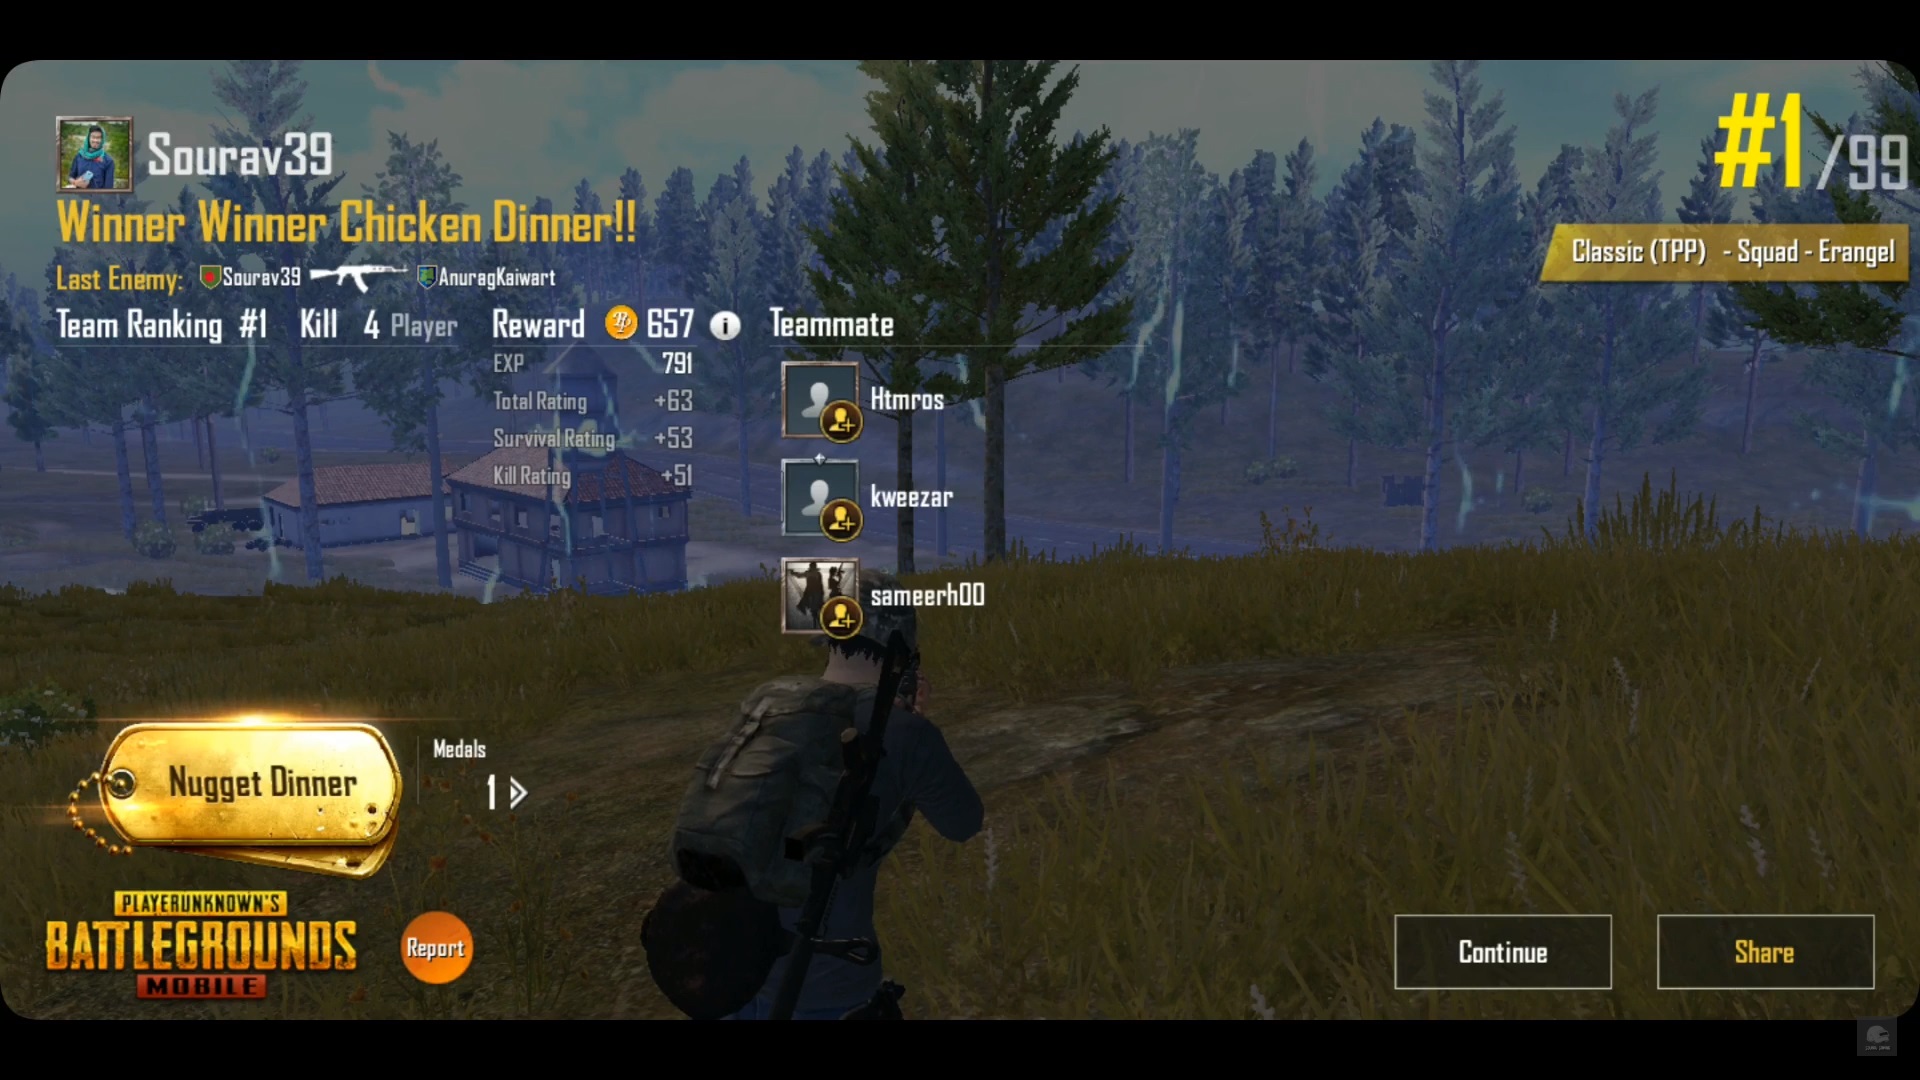 Sourav39
#1/99
Winner Winner Chicken Dinner!!
Classic (TPP) - Squad - Erangel
Last Enemy: Sourav39 AnuragKaiwart
Team Ranking #1 Kill 4 Player Reward 657 i Teammate
EXP 791
Total Rating +63
Survival Rating +53
Kill Rating +51
Htmros
kweezar
sameerh00
Nugget Dinner
Medals
1
PLAYERUNKNOWN'S
BATTLEGROUNDS
MOBILE
Report
Continue
Share